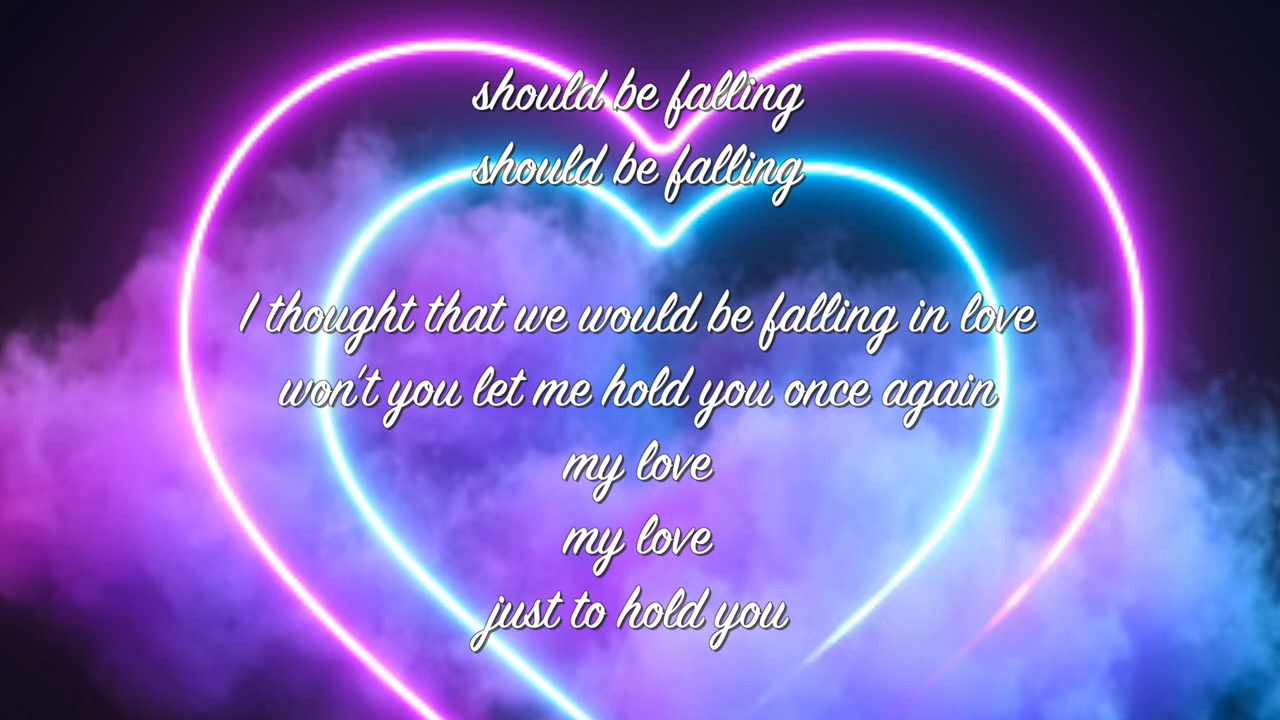 should be falling
should be falling
I thought that we would be falling in love
won't you let me hold you once again
my love
my love
just to hold you